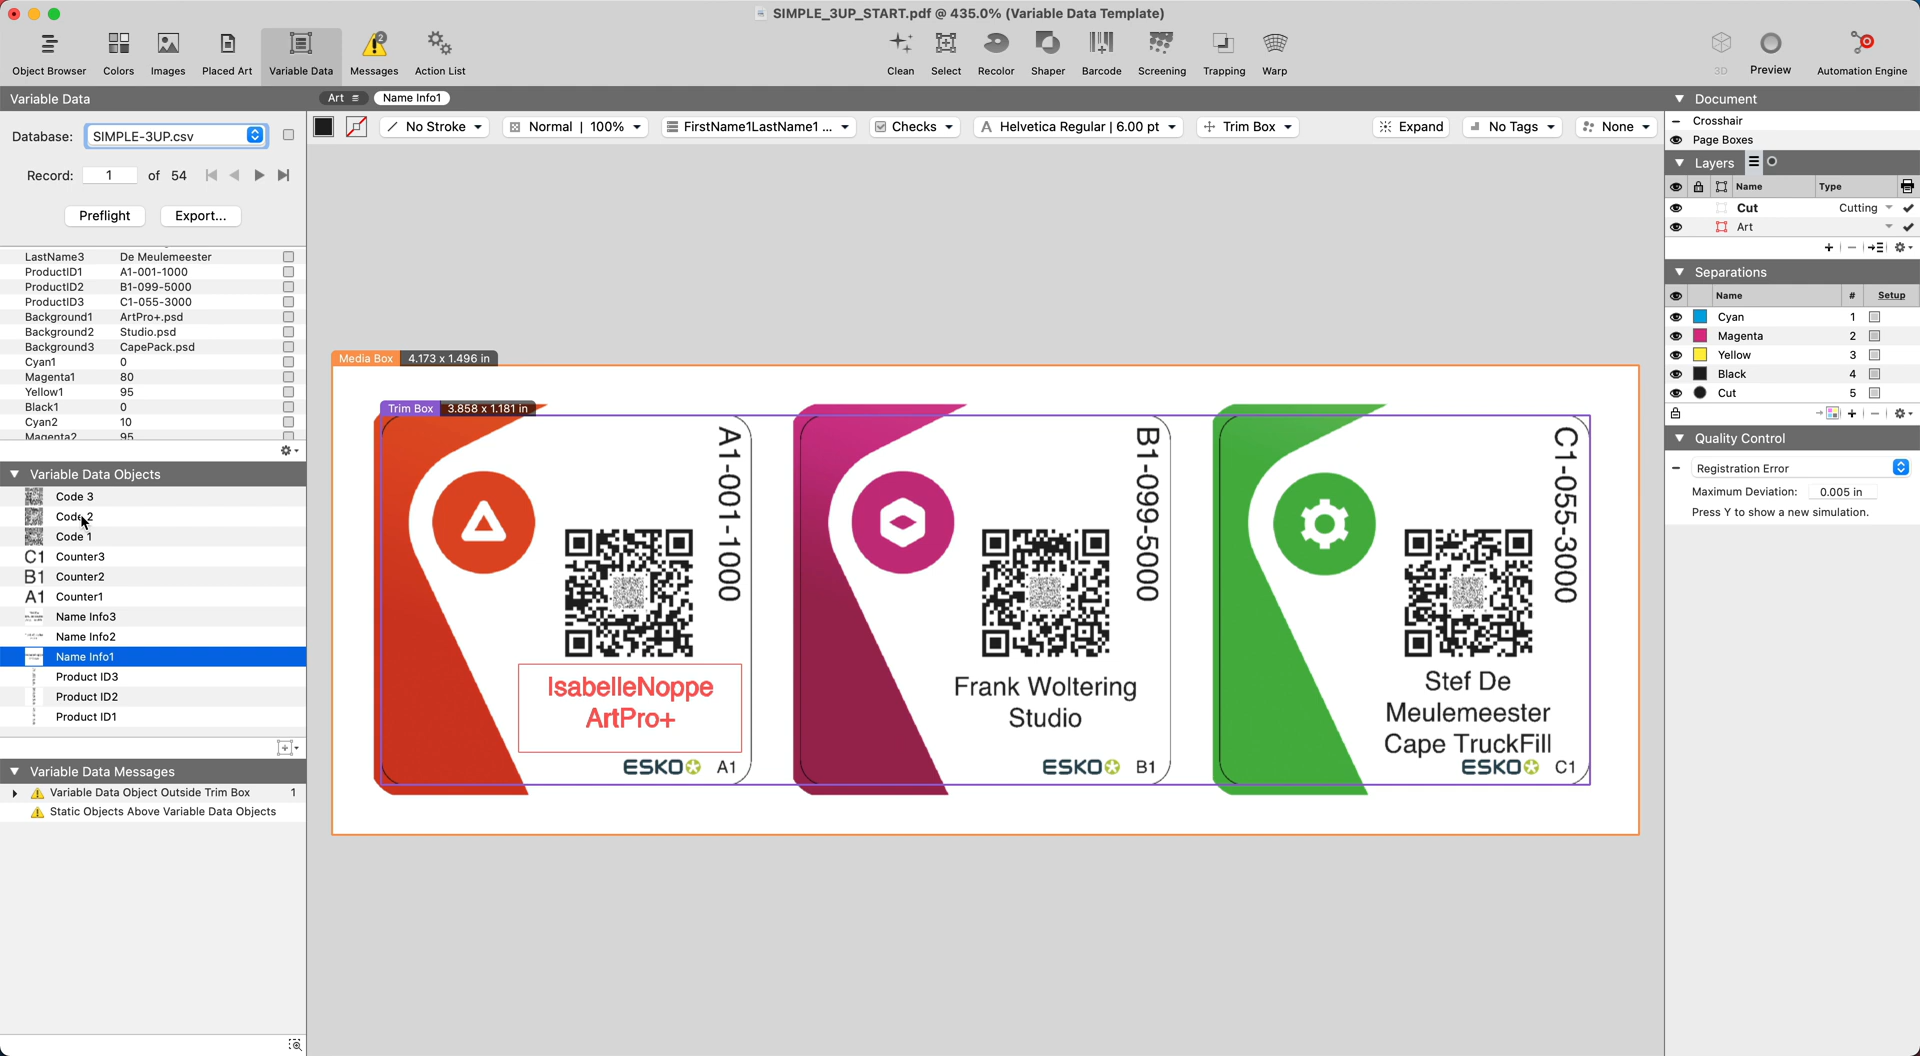 SIMPLE_3UP_START.pdf @ 435.0% (Variable Data Template)
Object Browser
Colors
Images
Placed Art
Variable Data
2
Messages
Action List
Clean
Select
Recolor
Shaper
Barcode
Screening
Trapping
Warp
3D
Preview
Automation Engine
Variable Data
Art
Name Info1
Database: SIMPLE-3UP.csv
Record: 1 of 54
Preflight
Export...
No Stroke
Normal | 100%
FirstName1LastName1 ...
Checks
Helvetica Regular | 6.00 pt
Trim Box
Expand
No Tags
None
LastName3 De Meulemeester
ProductID1 A1-001-1000
ProductID2 B1-099-5000
ProductID3 C1-055-3000
Background1 ArtPro+.psd
Background2 Studio.psd
Background3 CapePack.psd
Cyan1 0
Magenta1 80
Yellow1 95
Black1 0
Cyan2 10
Magenta2 95
Variable Data Objects
Code 3
Code 2
Code 1
C1 Counter3
B1 Counter2
A1 Counter1
Name Info3
Name Info2
Name Info1
Product ID3
Product ID2
Product ID1
Variable Data Messages
Variable Data Object Outside Trim Box 1
Static Objects Above Variable Data Objects
Media Box 4.173 x 1.496 in
Trim Box 3.858 x 1.181 in
A1-001-1000
IsabelleNoppe
ArtPro+
ESKO A1
B1-099-5000
Frank Woltering
Studio
ESKO B1
C1-055-3000
Stef De
Meulemeester
Cape TruckFill
ESKO C1
Document
Crosshair
Page Boxes
Layers
Name Type
Cut Cutting
Art
Separations
Name # Setup
Cyan 1
Magenta 2
Yellow 3
Black 4
Cut 5
Quality Control
Registration Error
Maximum Deviation: 0.005 in
Press Y to show a new simulation.